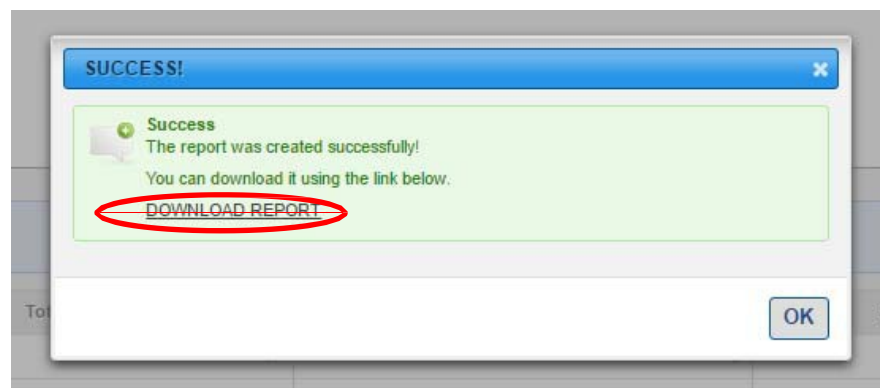 SUCCESS!
Success
The report was created successfully!
You can download it using the link below.
DOWNLOAD REPORT
OK